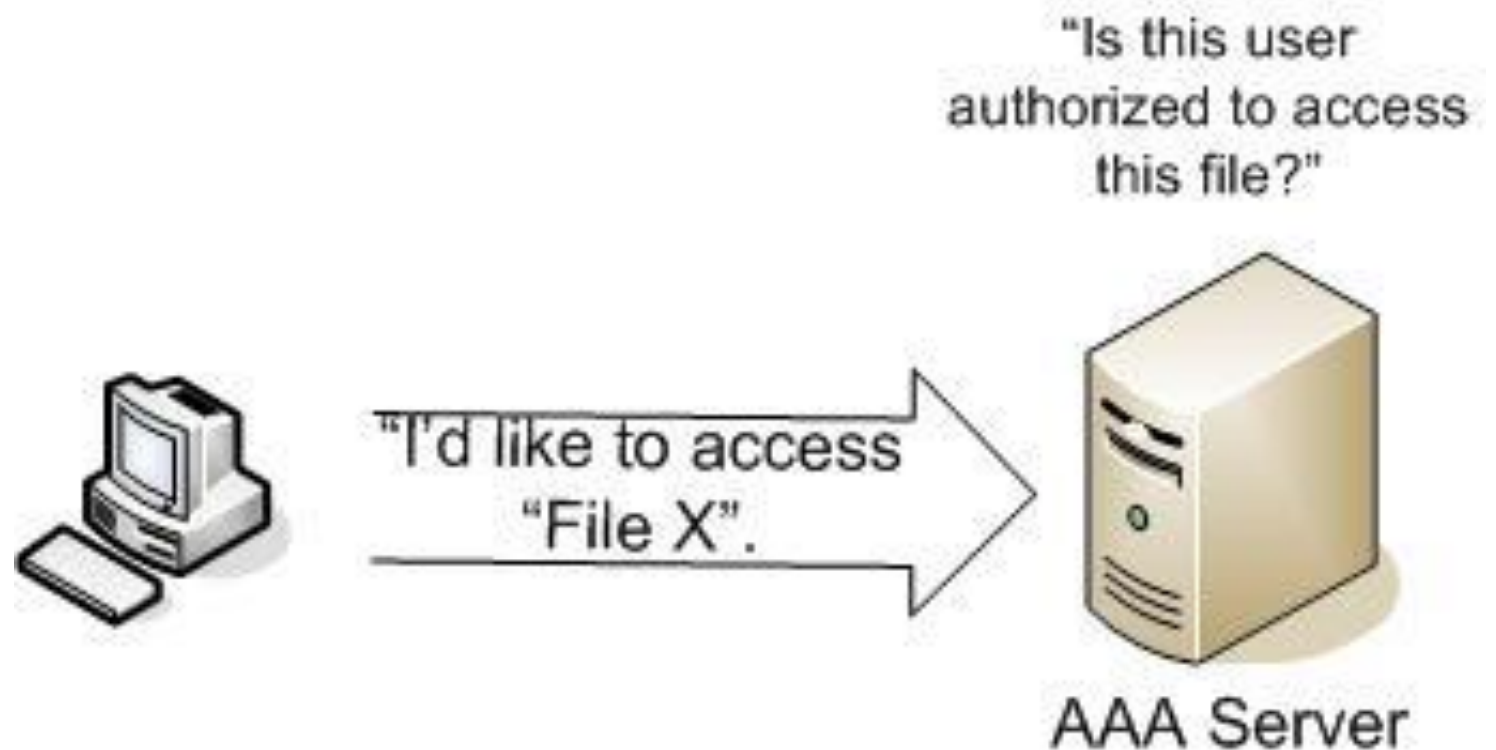 “Is this user
authorized to access
this file?”
“I'd like to access
“File X”.
AAA Server